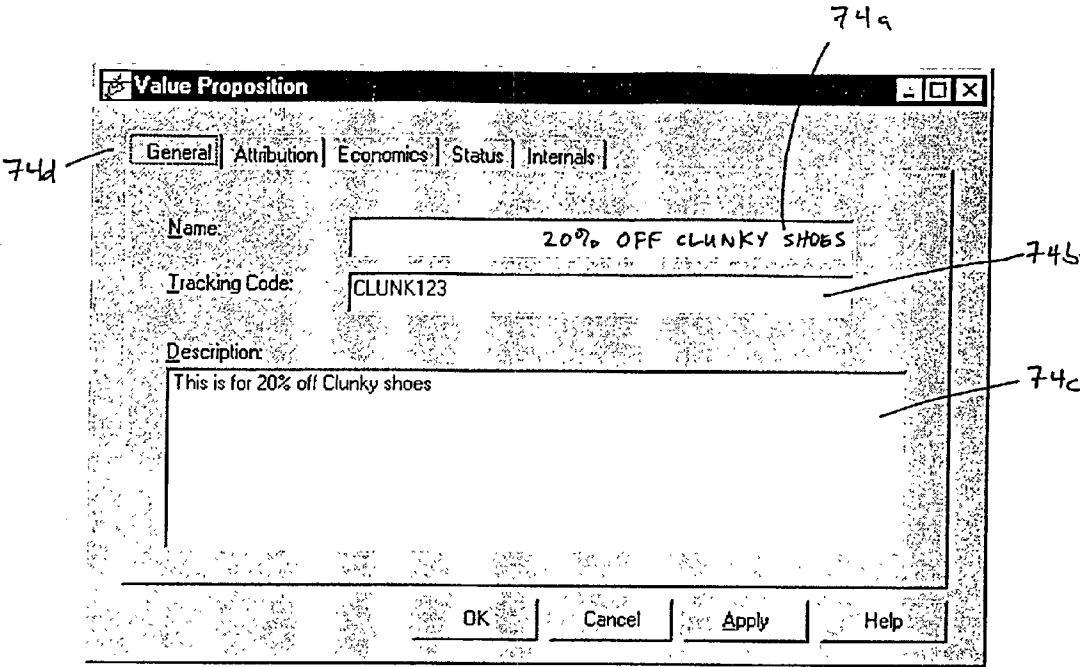 74a
Value Proposition
74d
General Attribution Economics Status Internals
Name: 20% OFF CLUNKY SHOES
74b
Tracking Code: CLUNK123
Description:
This is for 20% off Clunky shoes
74c
OK Cancel Apply Help